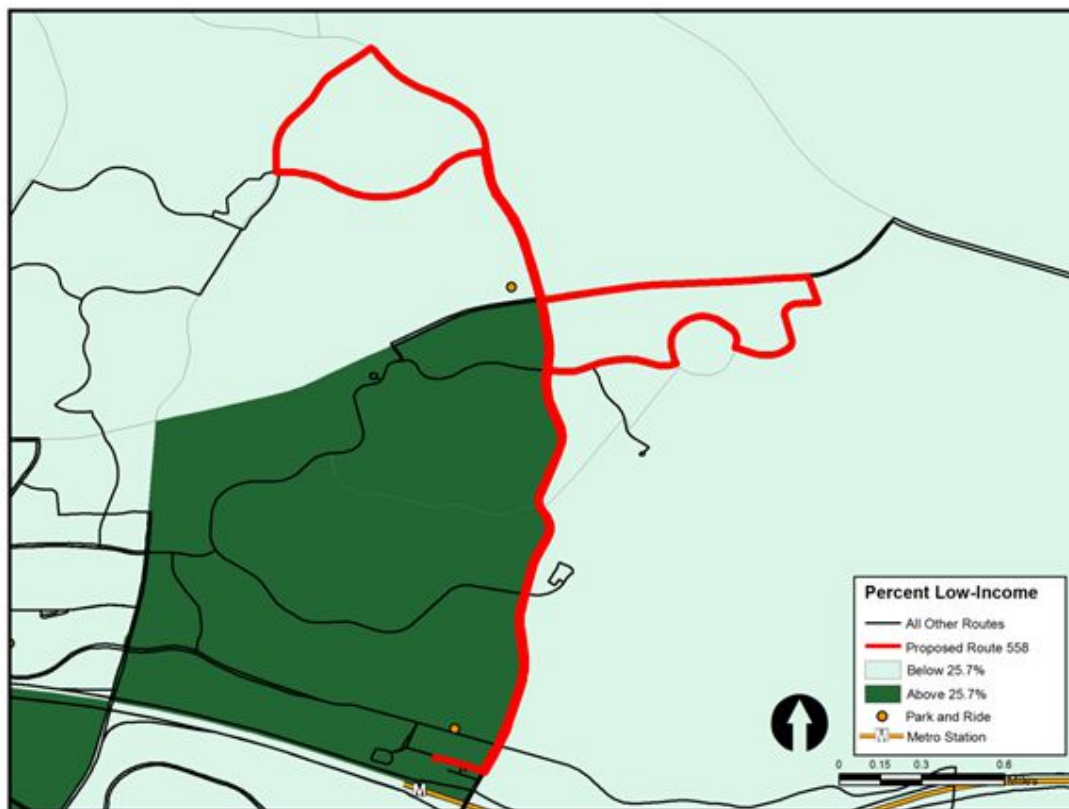 Percent Low-Income
All Other Routes
Proposed Route 558
Below 25.7%
Above 25.7%
Park and Ride
M Metro Station
0 0.15 0.3 0.6
Miles
M